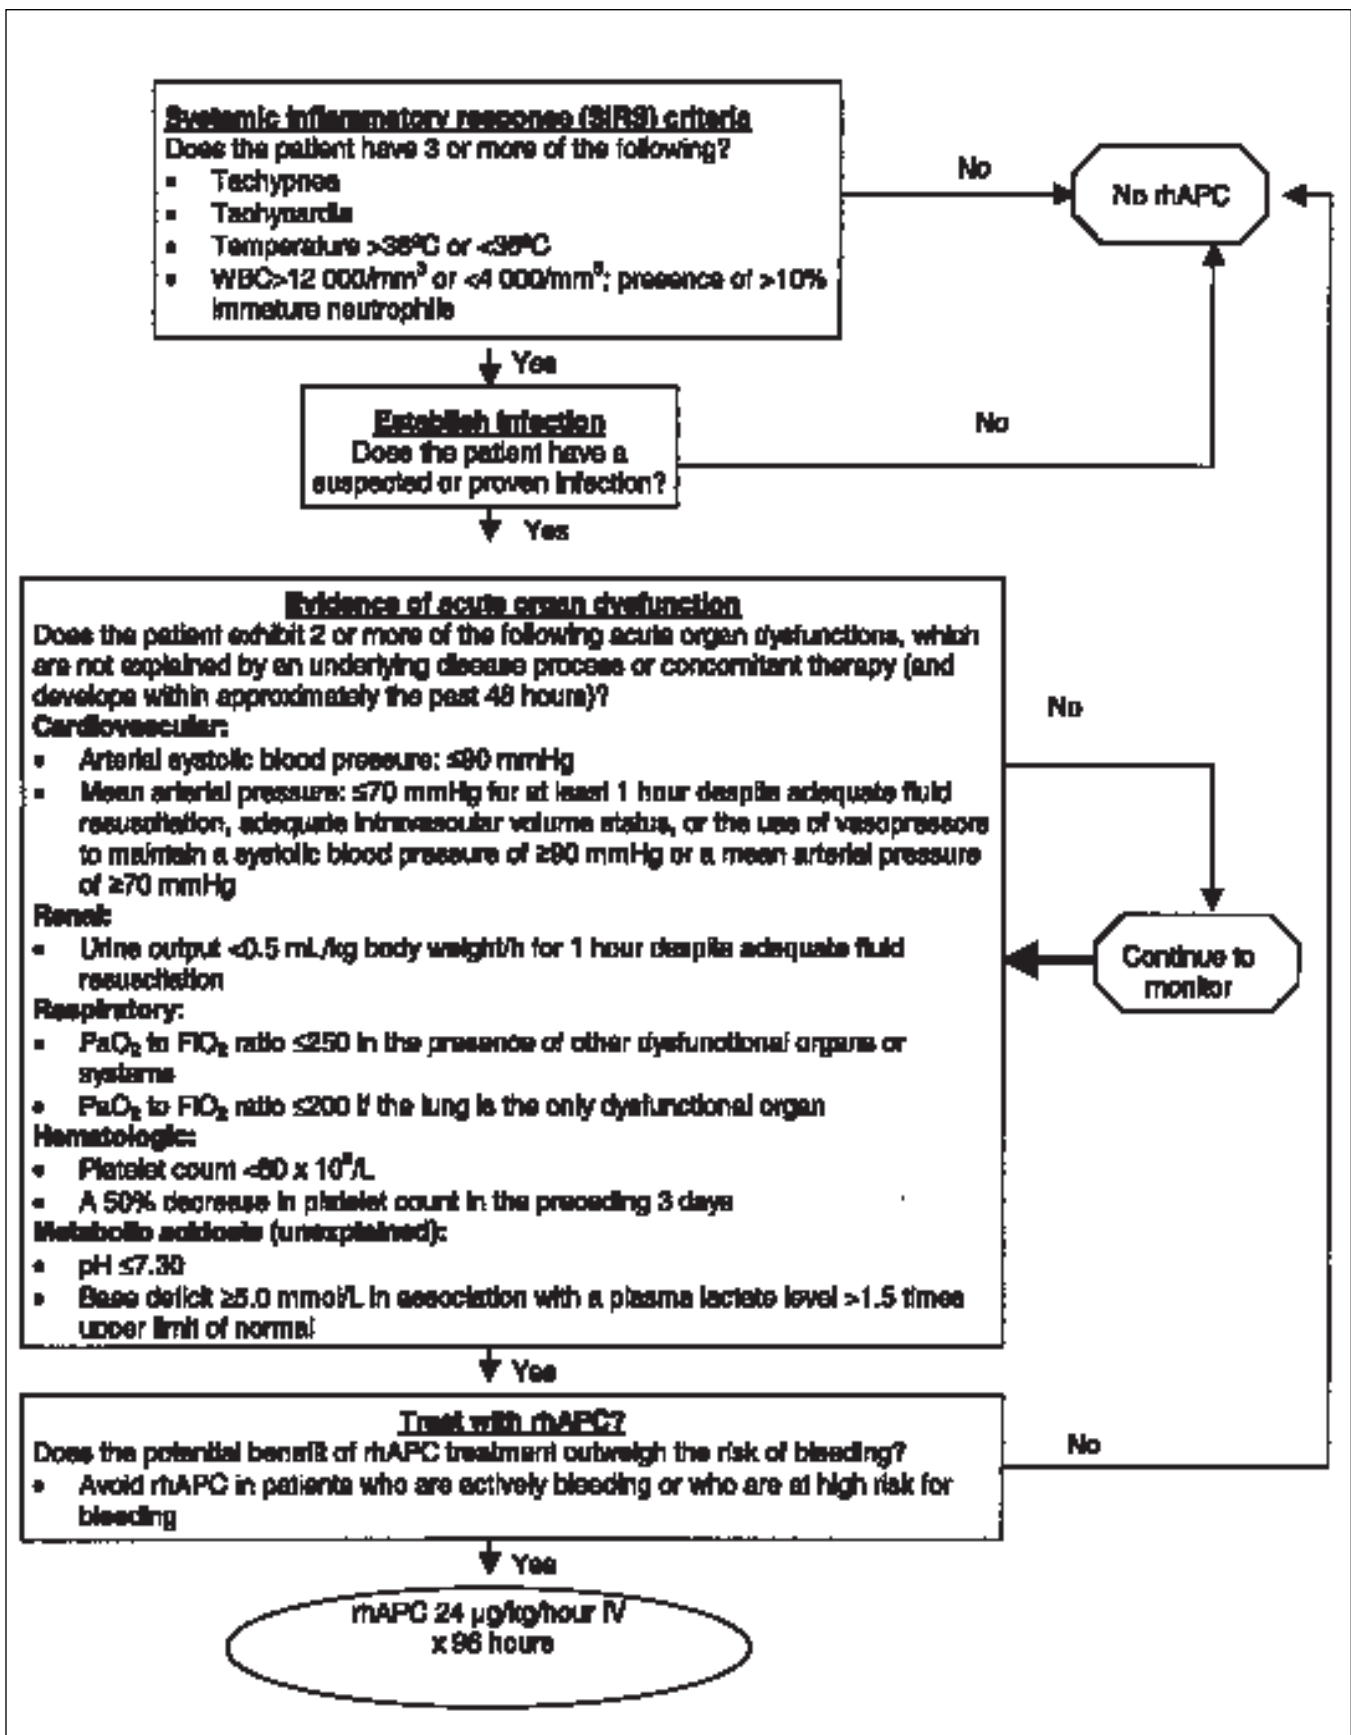 Systemic inflammatory response (SIRS) criteria
Does the patient have 3 or more of the following?
• Tachypnea
• Tachycardia
• Temperature >38ºC or <36ºC
• WBC>12 000/mm³ or <4 000/mm³; presence of >10%
immature neutrophils
No
No rhAPC
Yes
Establish infection
Does the patient have a
suspected or proven infection?
No
Yes
Evidence of acute organ dysfunction
Does the patient exhibit 2 or more of the following acute organ dysfunctions, which
are not explained by an underlying disease process or concomitant therapy (and
develops within approximately the past 48 hours)?
Cardiovascular:
• Arterial systolic blood pressure: ≤90 mmHg
• Mean arterial pressure: ≤70 mmHg for at least 1 hour despite adequate fluid
resuscitation, adequate intravascular volume status, or the use of vasopressors
to maintain a systolic blood pressure of ≥90 mmHg or a mean arterial pressure
of ≥70 mmHg
Renal:
• Urine output <0.5 mL/kg body weight/h for 1 hour despite adequate fluid
resuscitation
Respiratory:
• PaO₂ to FiO₂ ratio ≤250 in the presence of other dysfunctional organs or
systems
• PaO₂ to FiO₂ ratio ≤200 if the lung is the only dysfunctional organ
Hematologic:
• Platelet count <80 x 10⁹/L
• A 50% decrease in platelet count in the preceding 3 days
Metabolic acidosis (unexplained):
• pH ≤7.30
• Base deficit ≥5.0 mmol/L in association with a plasma lactate level >1.5 times
upper limit of normal
No
Continue to
monitor
Yes
Treat with rhAPC?
Does the potential benefit of rhAPC treatment outweigh the risk of bleeding?
• Avoid rhAPC in patients who are actively bleeding or who are at high risk for
bleeding
No
Yes
rhAPC 24 µg/kg/hour IV
x 96 hours